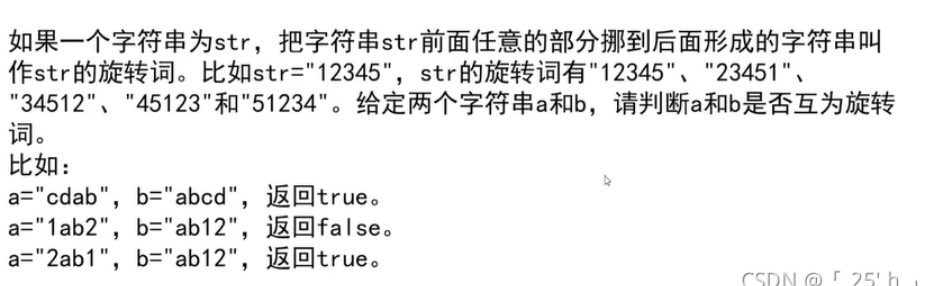 如果一个字符串为str，把字符串str前面任意的部分挪到后面形成的字符串叫
作str的旋转词。比如str="12345"，str的旋转词有"12345"、"23451"、
"34512"、"45123"和"51234"。给定两个字符串a和b，请判断a和b是否互为旋转
词。
比如：
a="cdab"，b="abcd"，返回true。
a="1ab2"，b="ab12"，返回false。
a="2ab1"，b="ab12"，返回true。
CSDN @「 25' h 」